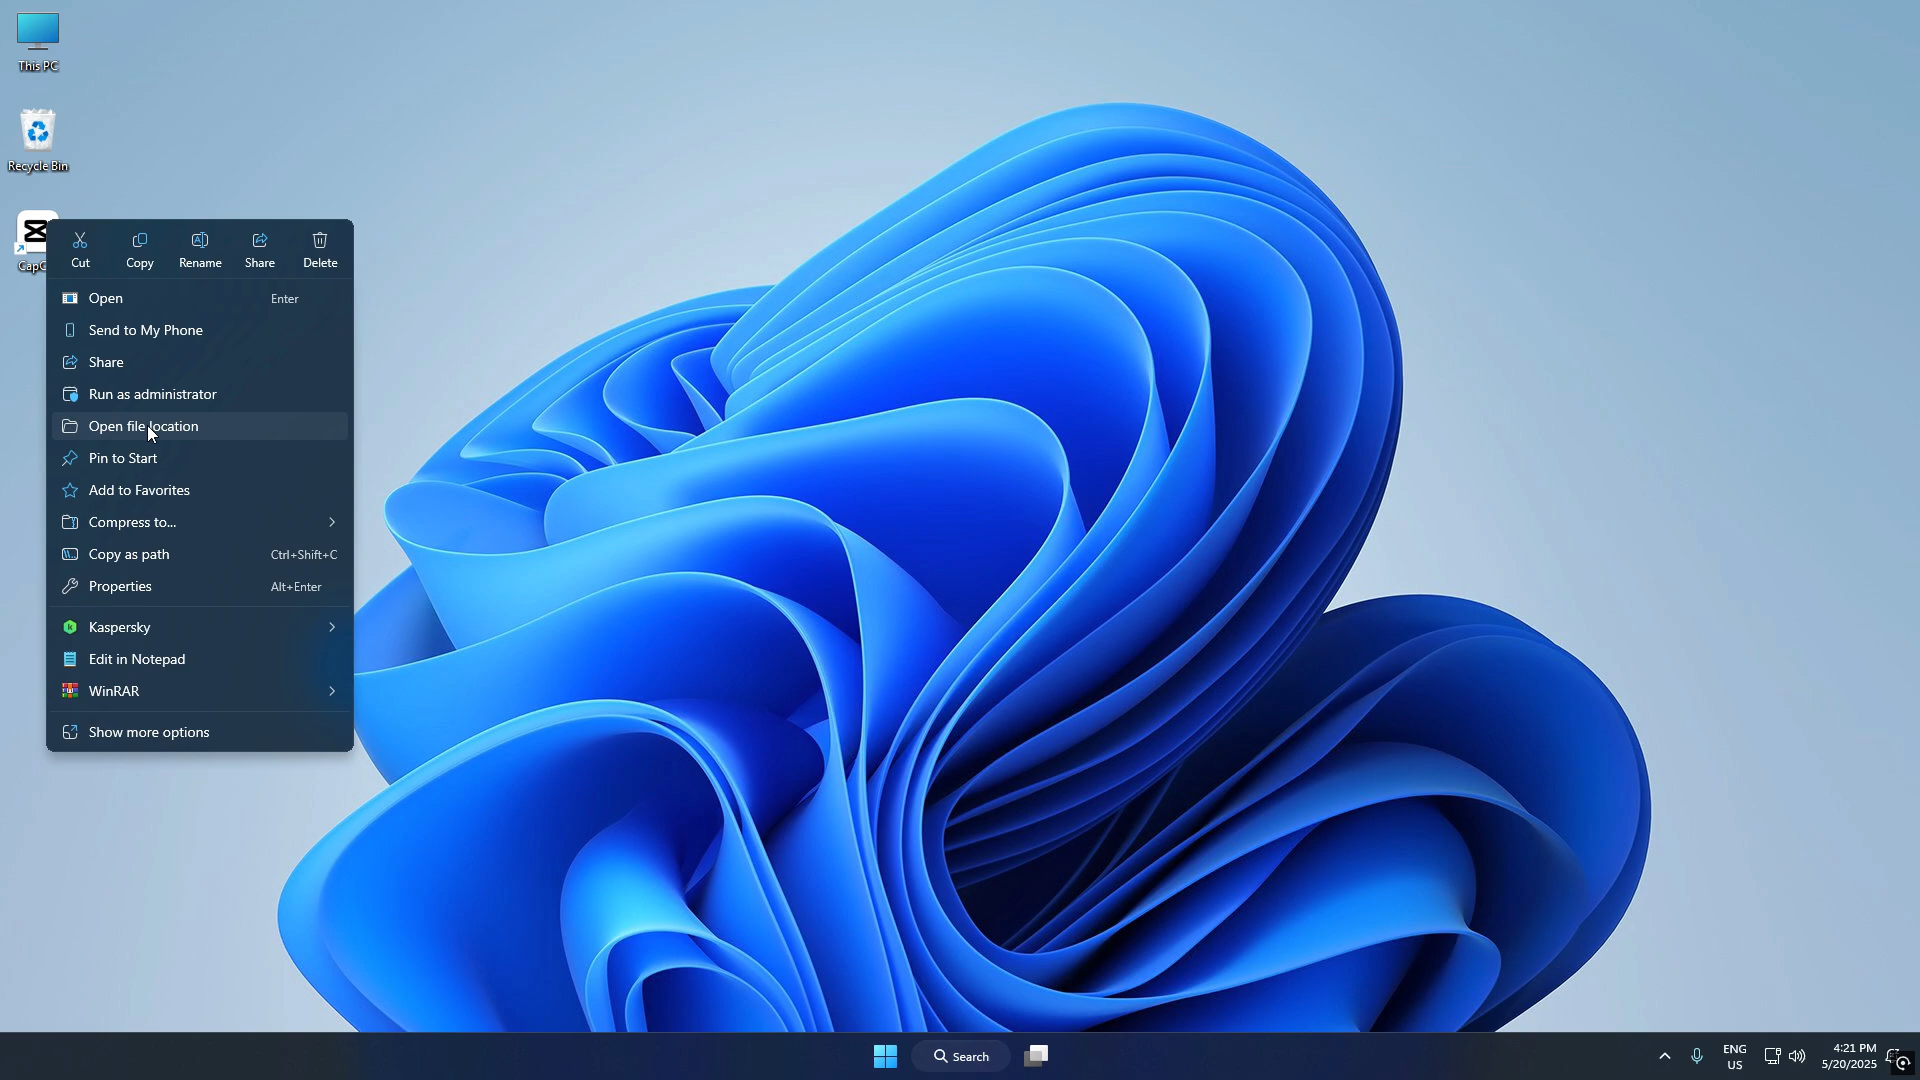 This PC
Recycle Bin
Cut
Copy
Rename
Share
Delete
Open Enter
Send to My Phone
Share
Run as administrator
Open file location
Pin to Start
Add to Favorites
Compress to...
Copy as path Ctrl+Shift+C
Properties Alt+Enter
Kaspersky
Edit in Notepad
WinRAR
Show more options
Search
ENG
US
4:21 PM
5/20/2025